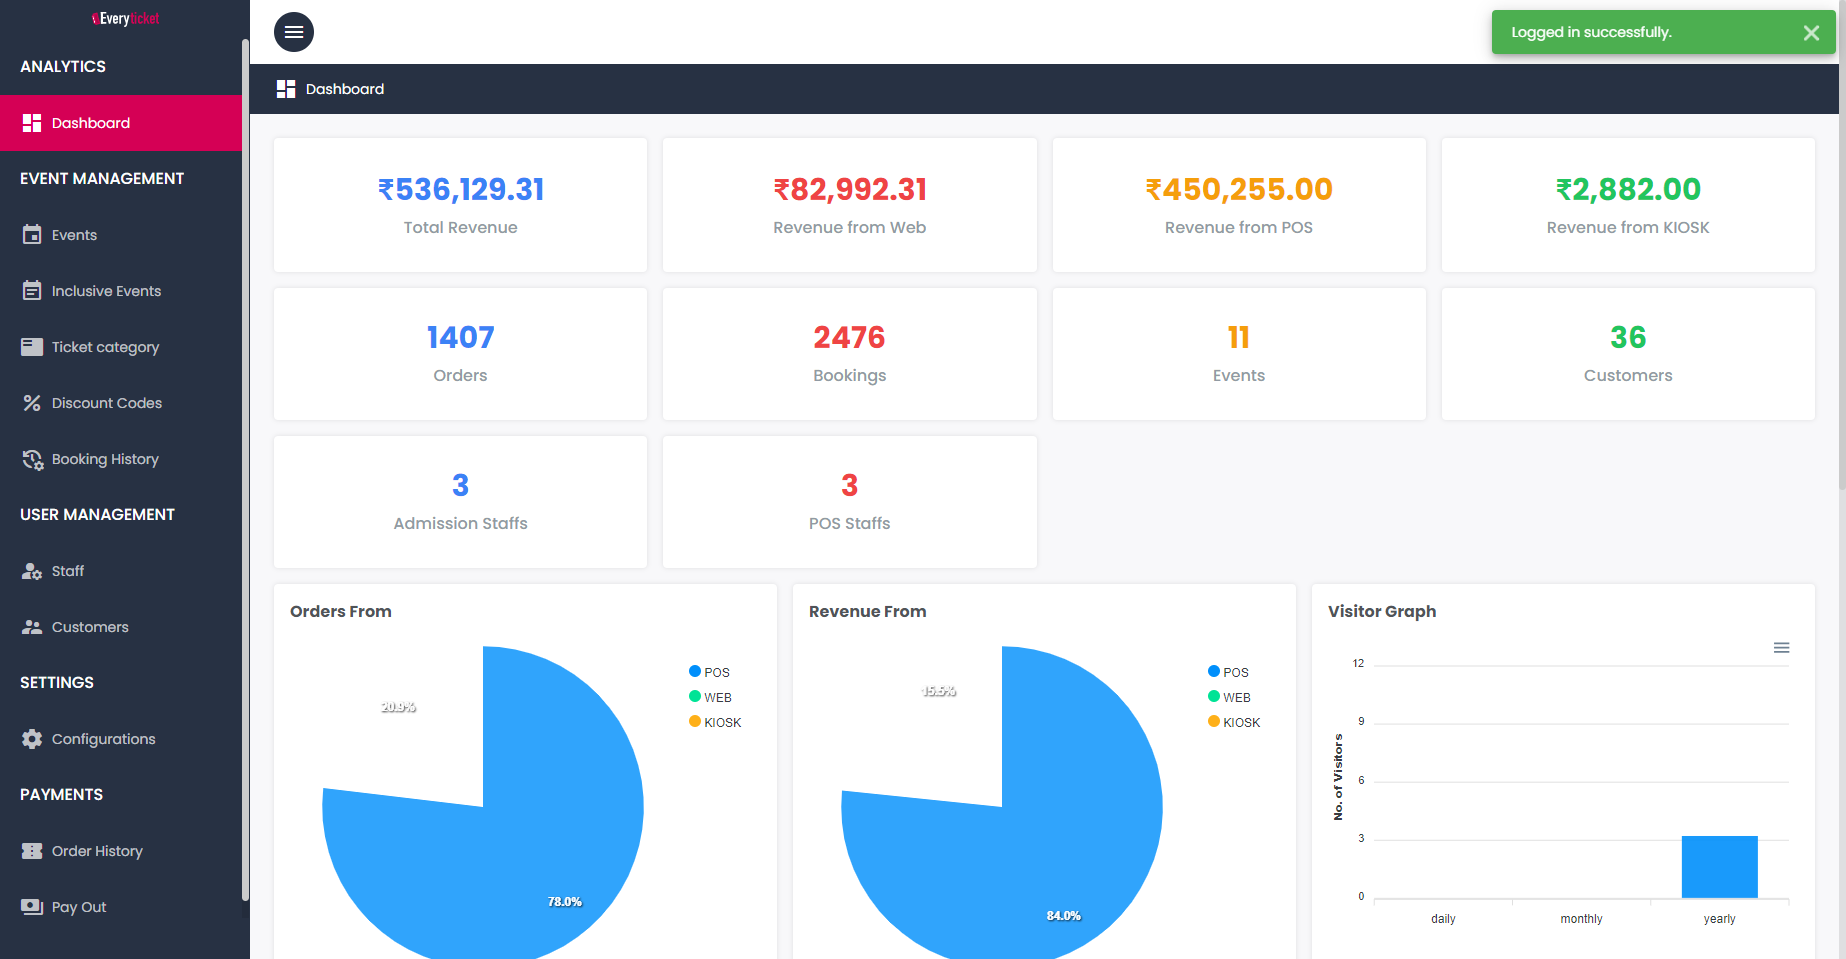 Everyticket
Logged in successfully.
ANALYTICS
Dashboard
EVENT MANAGEMENT
Events
Inclusive Events
Ticket category
Discount Codes
Booking History
USER MANAGEMENT
Staff
Customers
SETTINGS
Configurations
PAYMENTS
Order History
Pay Out
Dashboard
₹536,129.31
Total Revenue
₹82,992.31
Revenue from Web
₹450,255.00
Revenue from POS
₹2,882.00
Revenue from KIOSK
1407
Orders
2476
Bookings
11
Events
36
Customers
3
Admission Staffs
3
POS Staffs
Orders From
20.9%
78.0%
POS
WEB
KIOSK
Revenue From
15.5%
84.0%
POS
WEB
KIOSK
Visitor Graph
No. of Visitors
12
9
6
3
0
daily
monthly
yearly